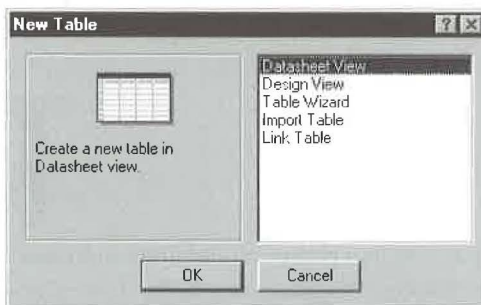 New Table
Create a new table in
Datasheet view.
Datasheet View
Design View
Table Wizard
Import Table
Link Table
OK
Cancel